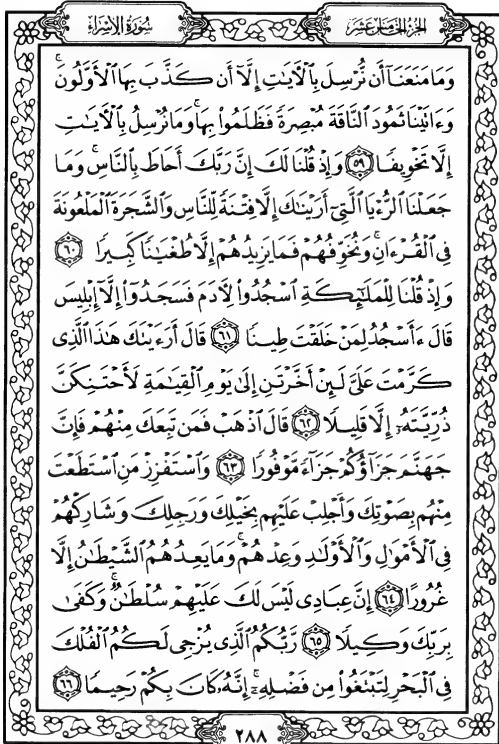 الجزء الخامس عشر
سورة الإسراء
وَمَا مَنَعَنَآ أَن نُّرْسِلَ بِٱلْـَٔايَـٰتِ إِلَّآ أَن كَذَّبَ بِهَا ٱلْأَوَّلُونَ ۚ
وَءَاتَيْنَا ثَمُودَ ٱلنَّاقَةَ مُبْصِرَةً فَظَلَمُوا۟ بِهَا ۚ وَمَا نُرْسِلُ بِٱلْـَٔايَـٰتِ
إِلَّا تَخْوِيفًا ٥٩ وَإِذْ قُلْنَا لَكَ إِنَّ رَبَّكَ أَحَاطَ بِٱلنَّاسِ ۚ وَمَا
جَعَلْنَا ٱلرُّءْيَا ٱلَّتِىٓ أَرَيْنَـٰكَ إِلَّا فِتْنَةً لِّلنَّاسِ وَٱلشَّجَرَةَ ٱلْمَلْعُونَةَ
فِى ٱلْقُرْءَانِ ۚ وَنُخَوِّفُهُمْ فَمَا يَزِيدُهُمْ إِلَّا طُغْيَـٰنًا كَبِيرًا ٦٠
وَإِذْ قُلْنَا لِلْمَلَـٰٓئِكَةِ ٱسْجُدُوا۟ لِـَٔادَمَ فَسَجَدُوٓا۟ إِلَّآ إِبْلِيسَ
قَالَ ءَأَسْجُدُ لِمَنْ خَلَقْتَ طِينًا ٦١ قَالَ أَرَءَيْتَكَ هَـٰذَا ٱلَّذِى
كَرَّمْتَ عَلَىَّ لَئِنْ أَخَّرْتَنِ إِلَىٰ يَوْمِ ٱلْقِيَـٰمَةِ لَأَحْتَنِكَنَّ
ذُرِّيَّتَهُۥٓ إِلَّا قَلِيلًا ٦٢ قَالَ ٱذْهَبْ فَمَن تَبِعَكَ مِنْهُمْ فَإِنَّ
جَهَنَّمَ جَزَآؤُكُمْ جَزَآءً مَّوْفُورًا ٦٣ وَٱسْتَفْزِزْ مَنِ ٱسْتَطَعْتَ
مِنْهُم بِصَوْتِكَ وَأَجْلِبْ عَلَيْهِم بِخَيْلِكَ وَرَجِلِكَ وَشَارِكْهُمْ
فِى ٱلْأَمْوَٰلِ وَٱلْأَوْلَـٰدِ وَعِدْهُمْ ۚ وَمَا يَعِدُهُمُ ٱلشَّيْطَـٰنُ إِلَّا
غُرُورًا ٦٤ إِنَّ عِبَادِى لَيْسَ لَكَ عَلَيْهِمْ سُلْطَـٰنٌ ۚ وَكَفَىٰ
بِرَبِّكَ وَكِيلًا ٦٥ رَّبُّكُمُ ٱلَّذِى يُزْجِى لَكُمُ ٱلْفُلْكَ
فِى ٱلْبَحْرِ لِتَبْتَغُوا۟ مِن فَضْلِهِۦٓ ۚ إِنَّهُۥ كَانَ بِكُمْ رَحِيمًا ٦٦
٢٨٨